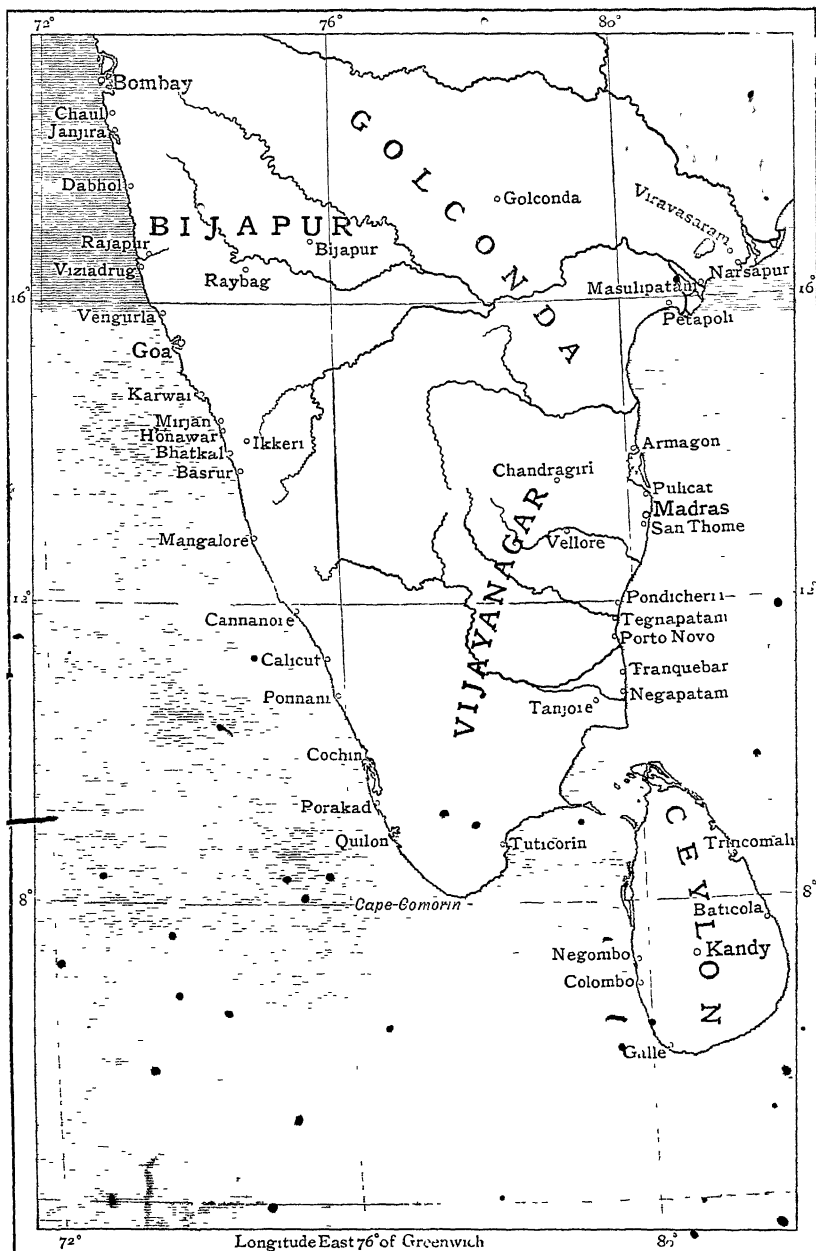 72°
76°
80°
Bombay
Chaul
Janjira
GOLCONDA
Dabhol
Golconda
Viravasaram
BIJAPUR
Rajapur
Bijapur
Viziadrug
Raybag
Narsapur
Masulipatam
16°
16°
Petapoli
Vengurla
Goa
Karwar
Mirjan
Honawar
Ikkeri
Armagon
Bhatkal
Basrur
Chandragiri
Pulicat
Madras
San Thome
Mangalore
Vellore
VIJAYANAGAR
12°
12°
Pondicherri
Cannanore
Tegnapatam
Porto Novo
Calicut
Tranquebar
Ponnani
Negapatam
Tanjore
Cochin
Porakad
CEYLON
Quilon
Tuticorin
Trincomali
8°
8°
Cape Comorin
Baticola
Negombo
Kandy
Colombo
Galle
72°
Longitude East 76° of Greenwich
80°